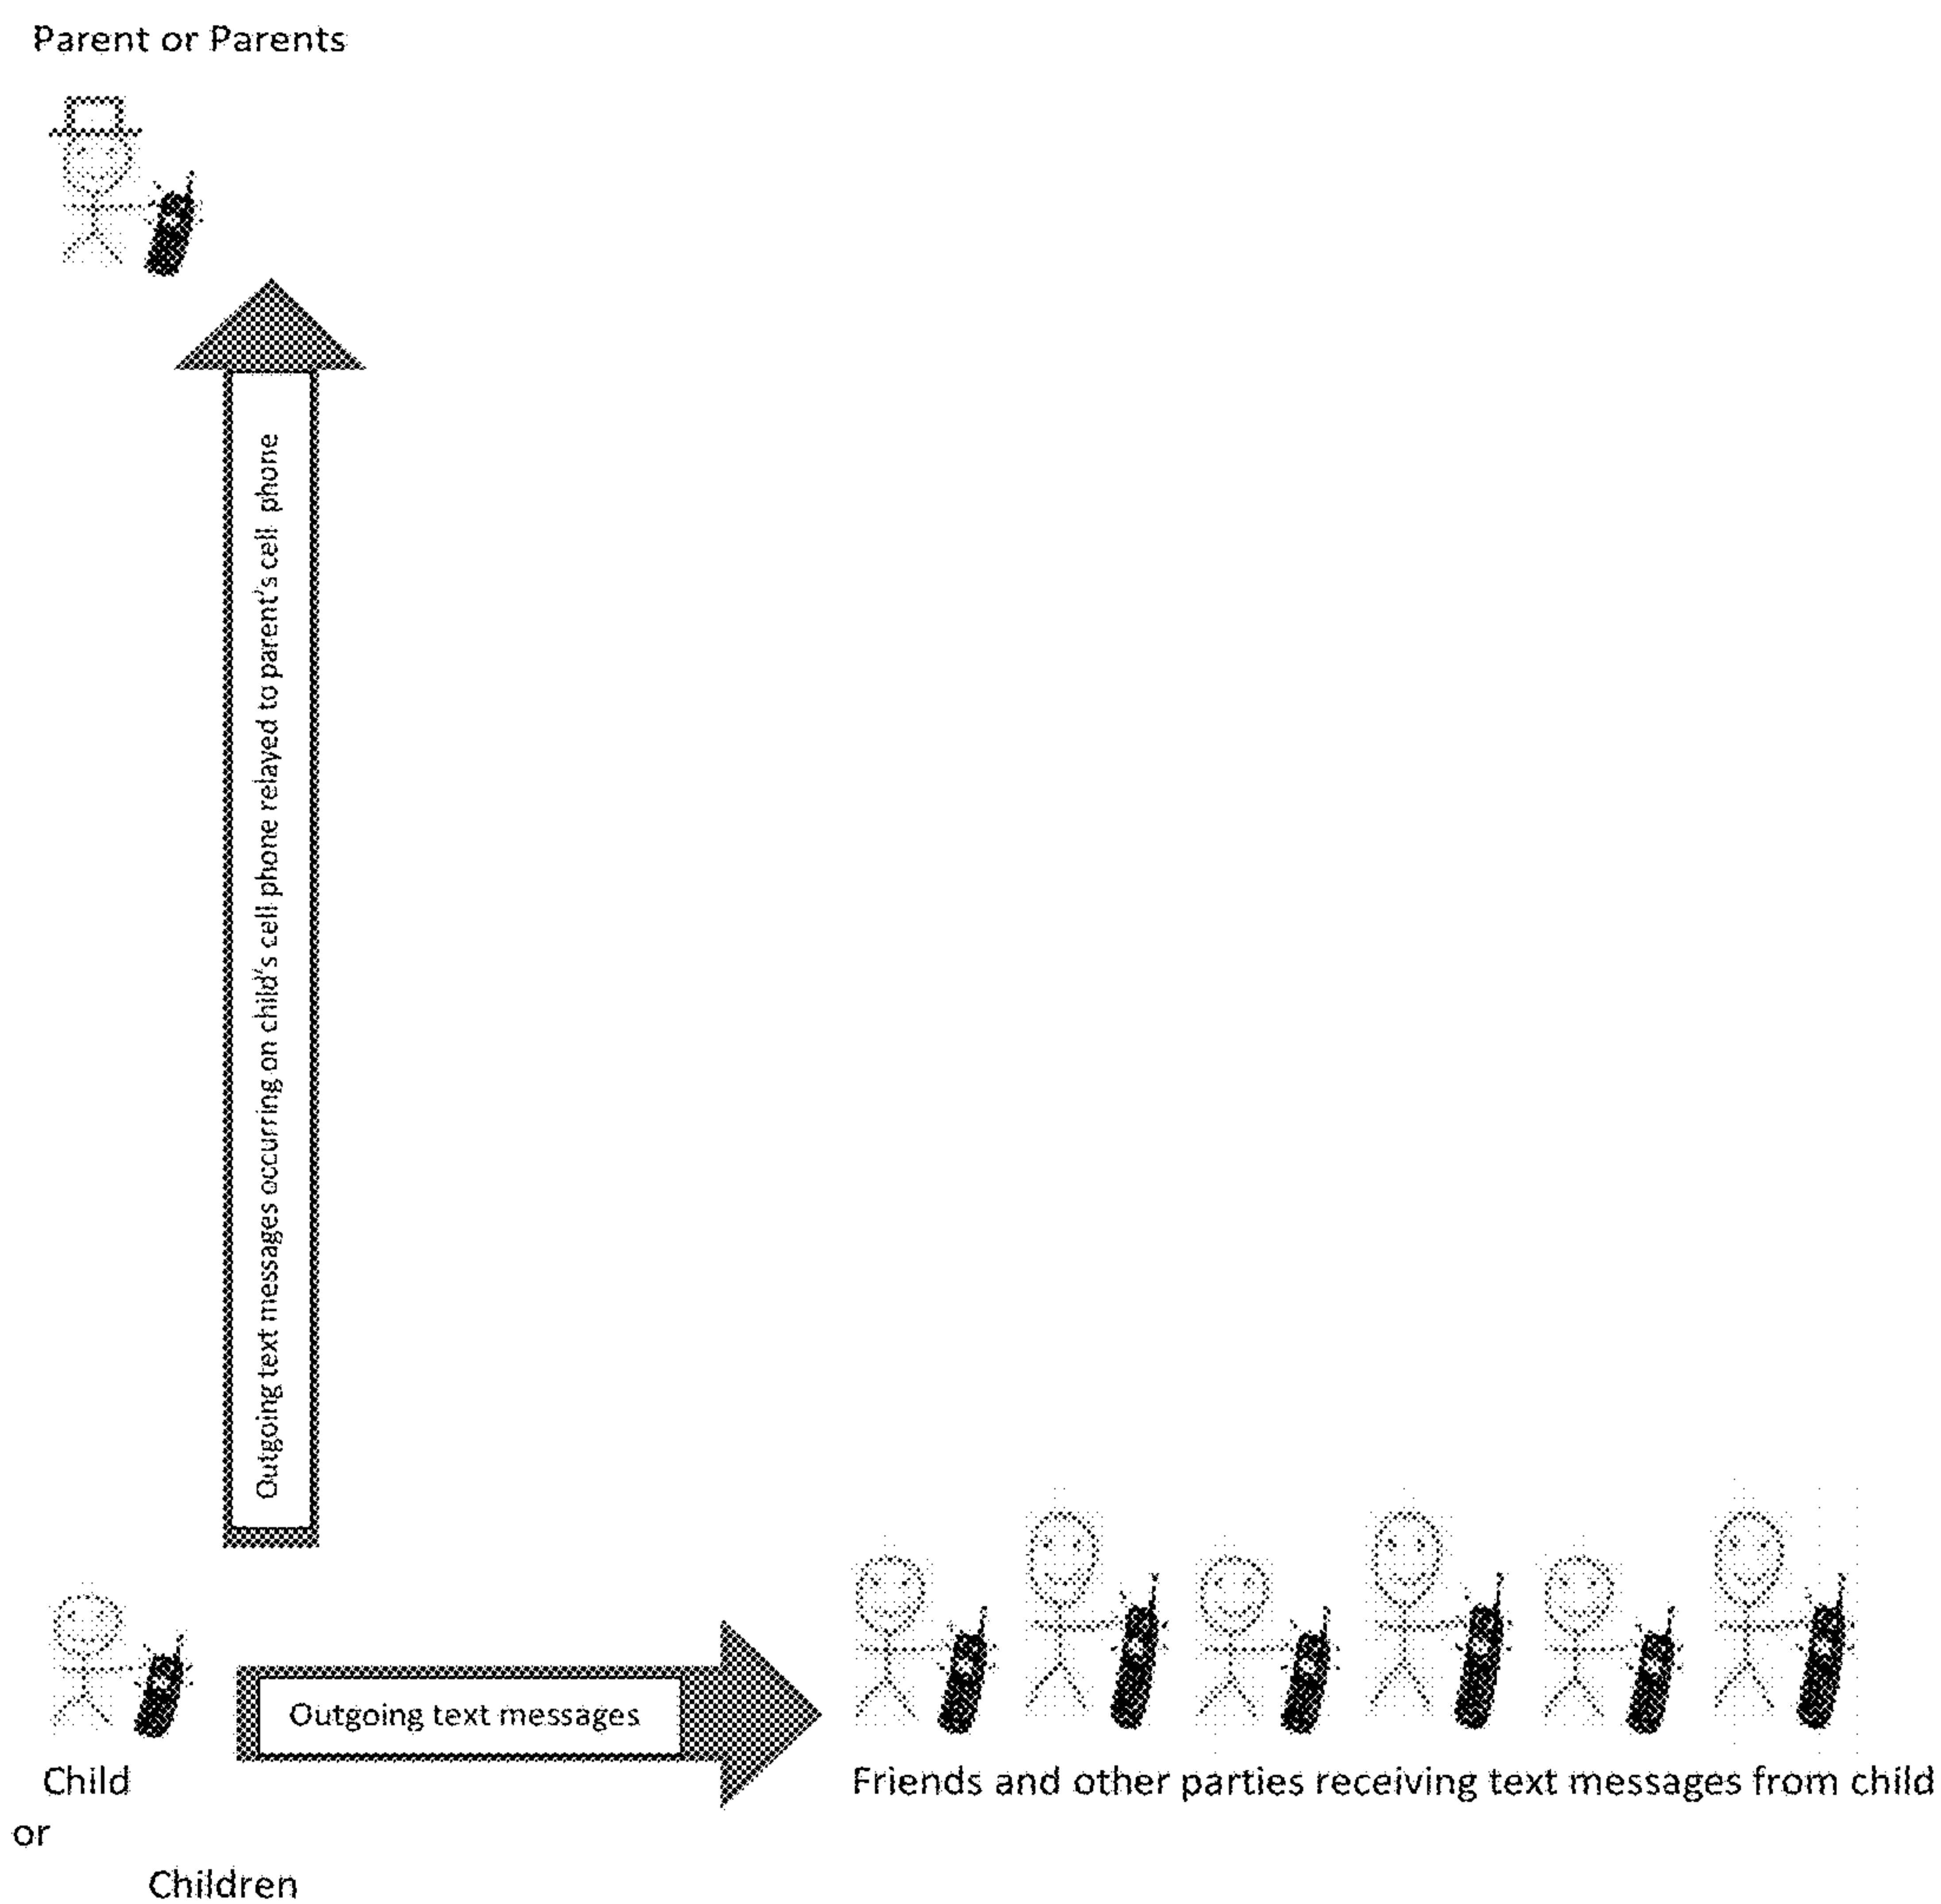 Parent or Parents
Outgoing text messages occurring on child's cell phone relayed to parent's cell phone
Outgoing text messages
Child
or
Children
Friends and other parties receiving text messages from child